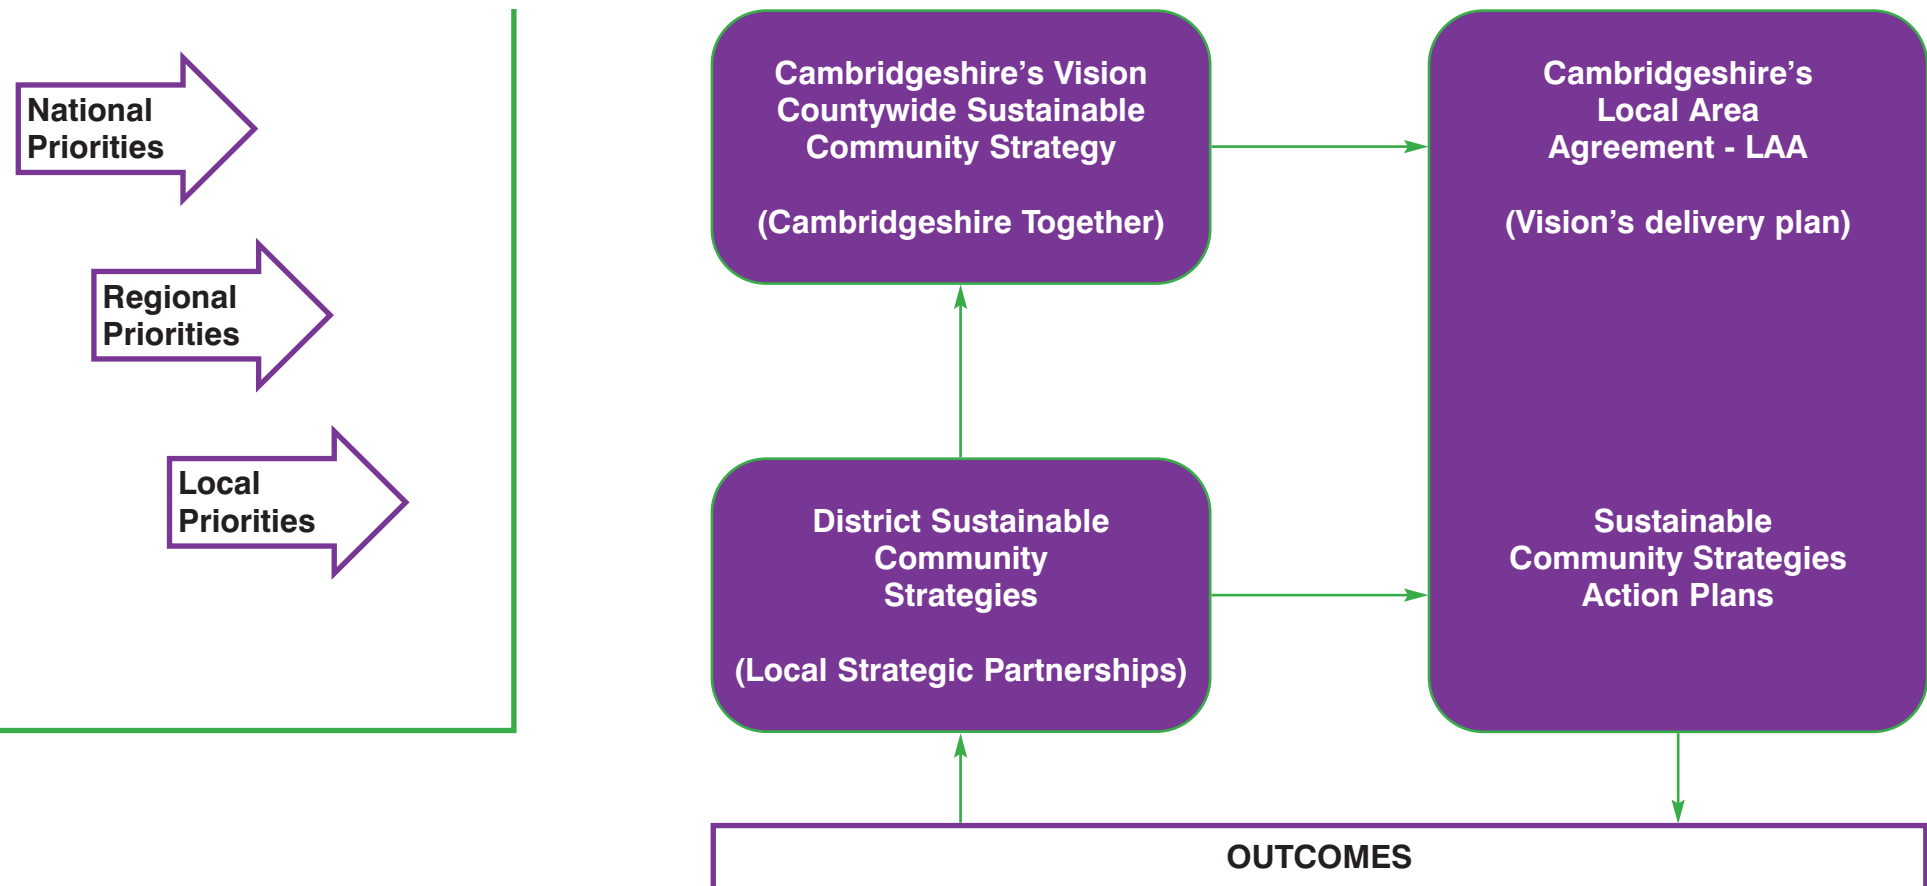 National
Priorities
Regional
Priorities
Local
Priorities
Cambridgeshire’s Vision
Countywide Sustainable
Community Strategy
(Cambridgeshire Together)
Cambridgeshire’s
Local Area
Agreement - LAA
(Vision’s delivery plan)
District Sustainable
Community
Strategies
(Local Strategic Partnerships)
Sustainable
Community Strategies
Action Plans
OUTCOMES